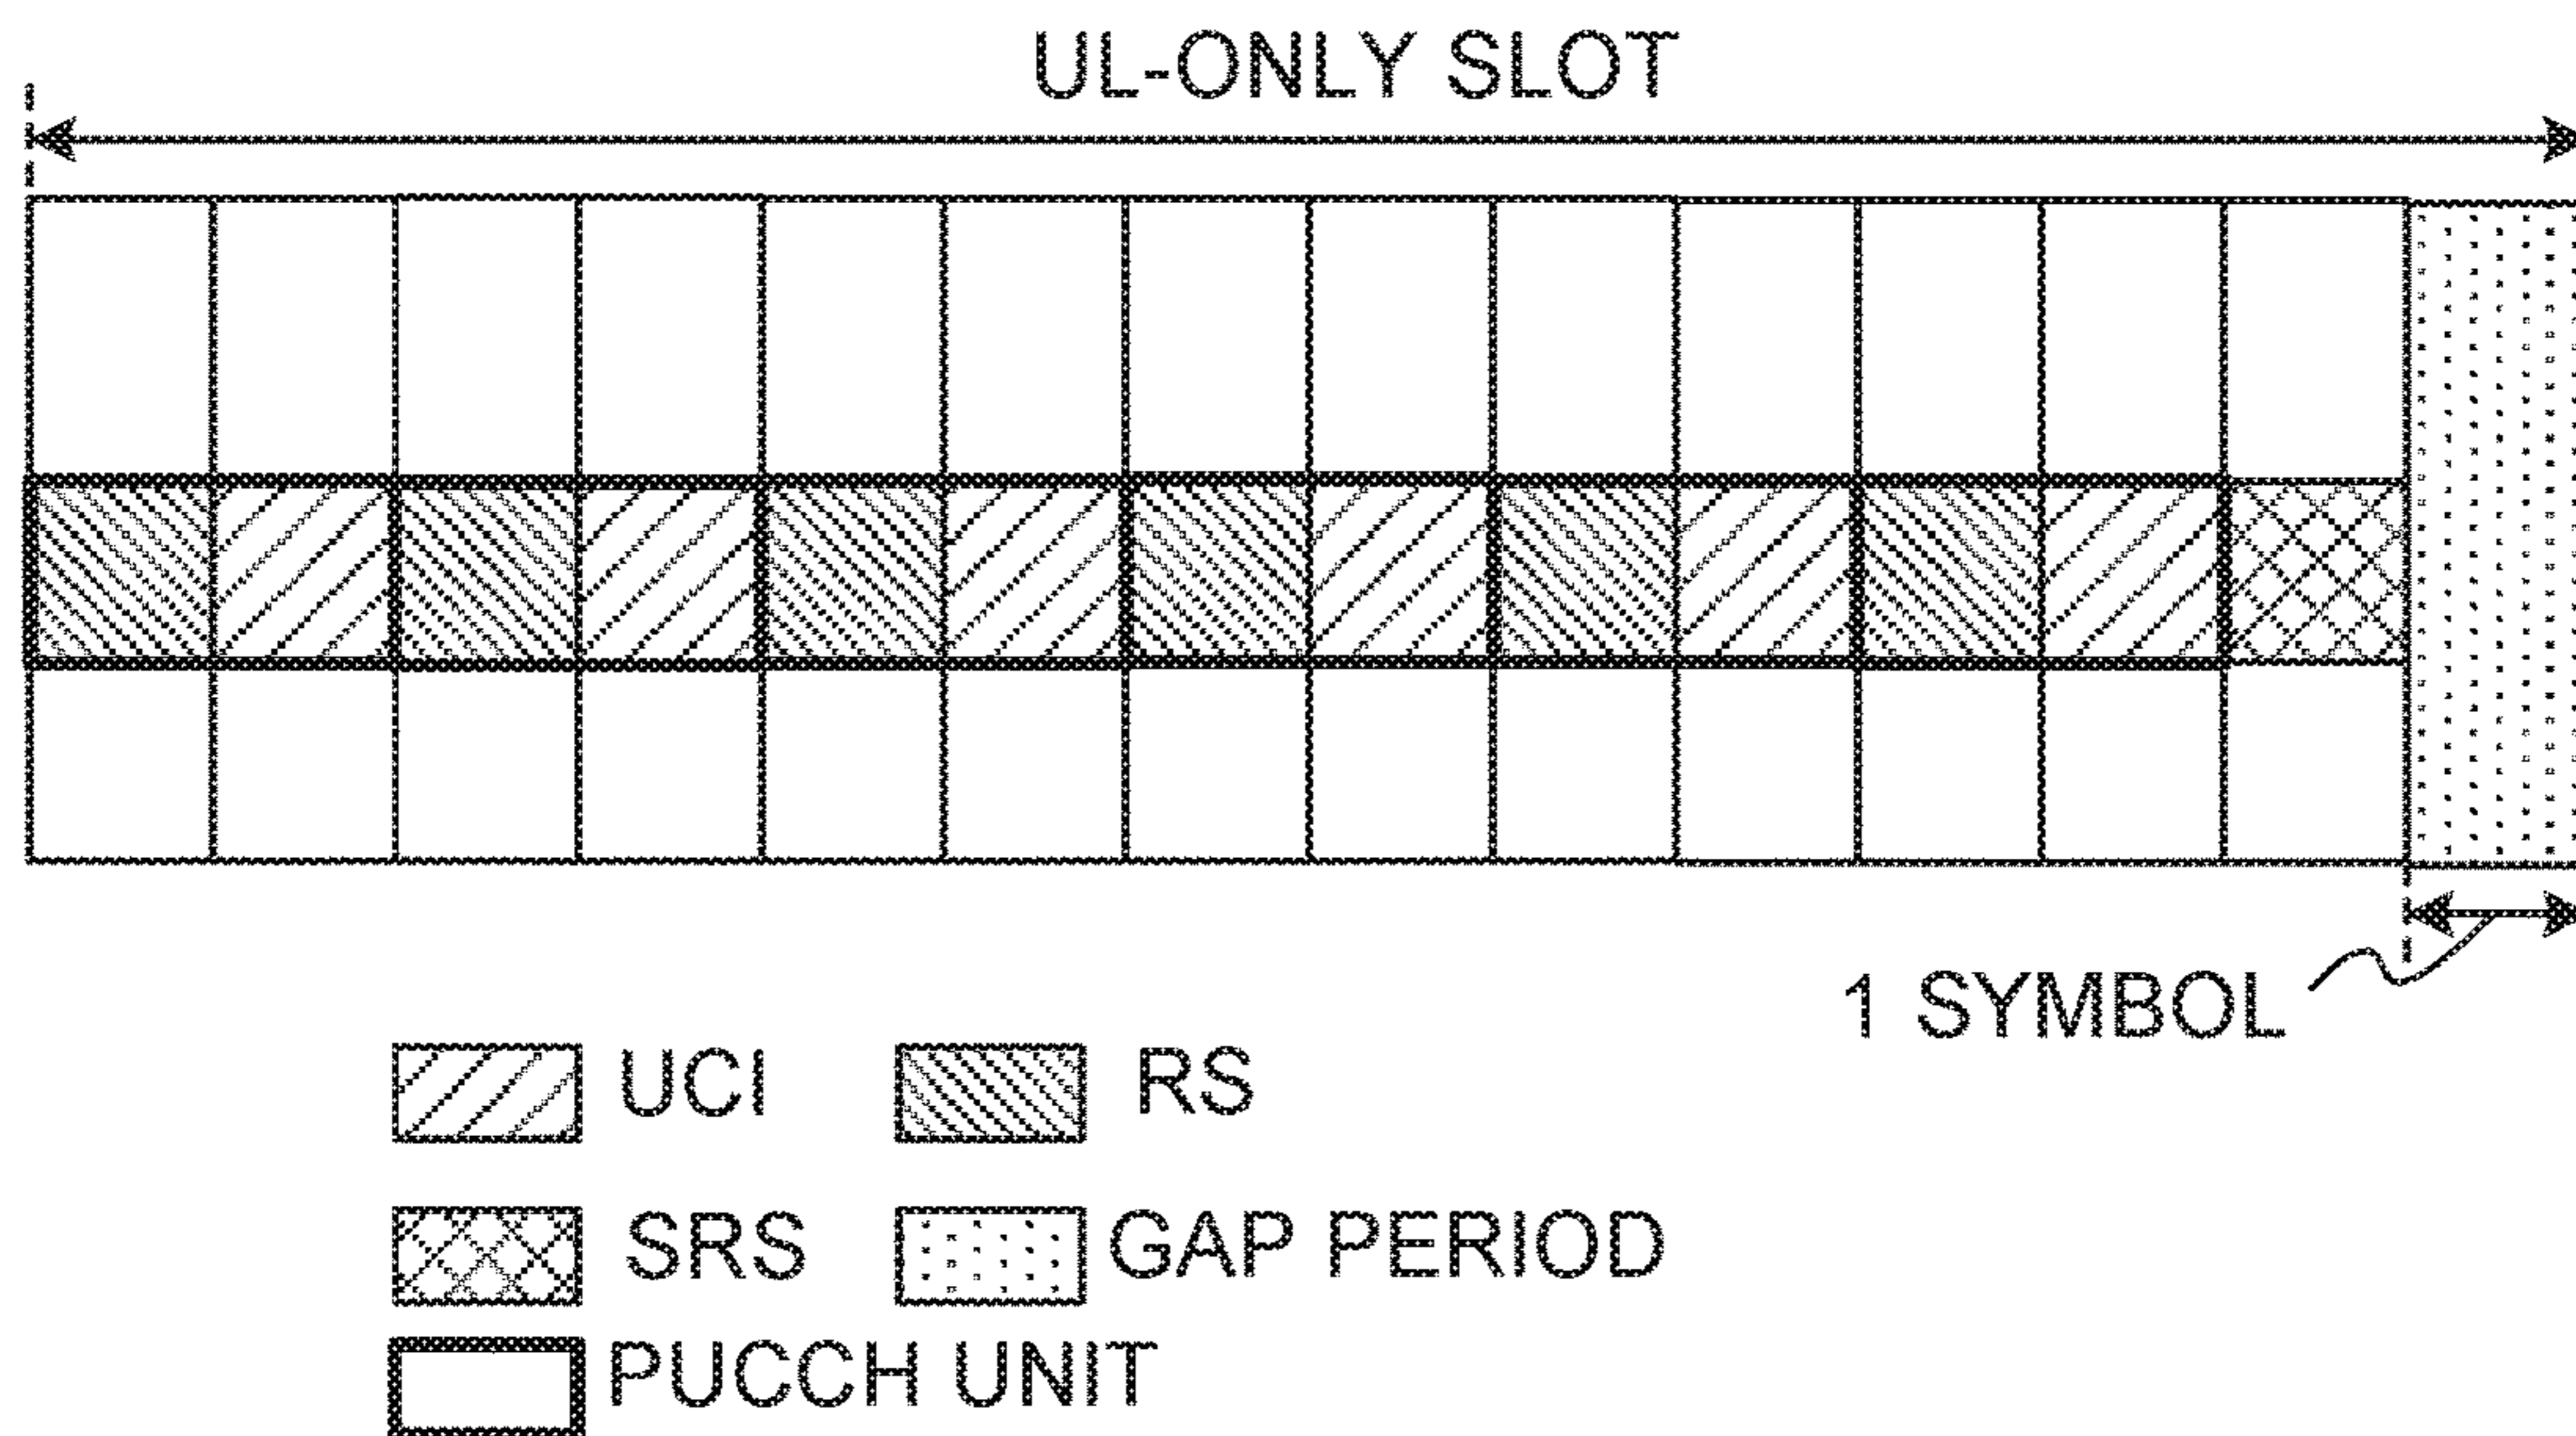 UL-ONLY SLOT
1 SYMBOL
UCI RS
SRS GAP PERIOD
PUCCH UNIT